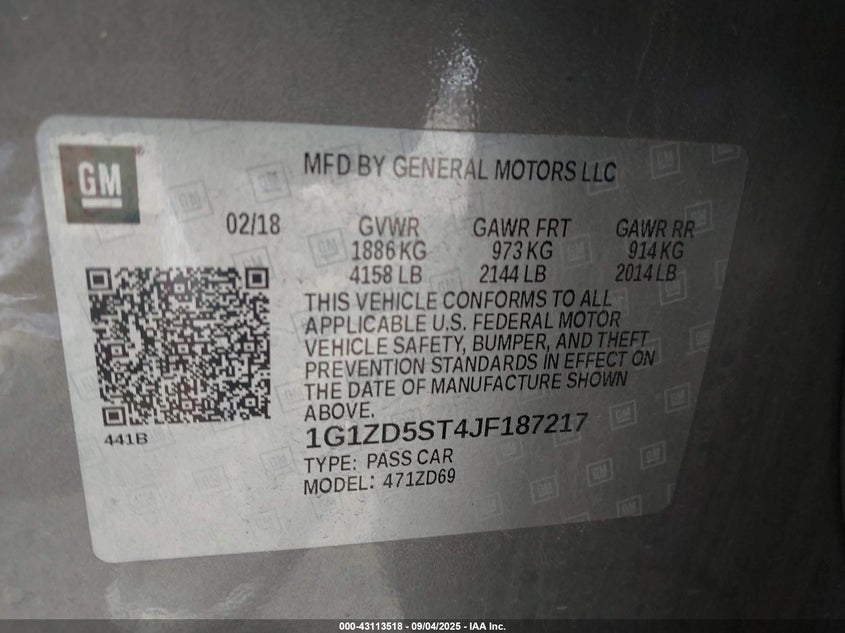 GM
MFD BY GENERAL MOTORS LLC
02/18 GVWR GAWR FRT GAWR RR
1886KG 973 KG 914 KG
4158 LB 2144 LB 2014 LB
THIS VEHICLE CONFORMS TO ALL
APPLICABLE U.S. FEDERAL MOTOR
VEHICLE SAFETY, BUMPER, AND THEFT
PREVENTION STANDARDS IN EFFECT ON
THE DATE OF MANUFACTURE SHOWN
ABOVE.
441B
1G1ZD5ST4JF187217
TYPE: PASS CAR
MODEL: 471ZD69
000-43113518 - 09/04/2025 - IAA Inc.